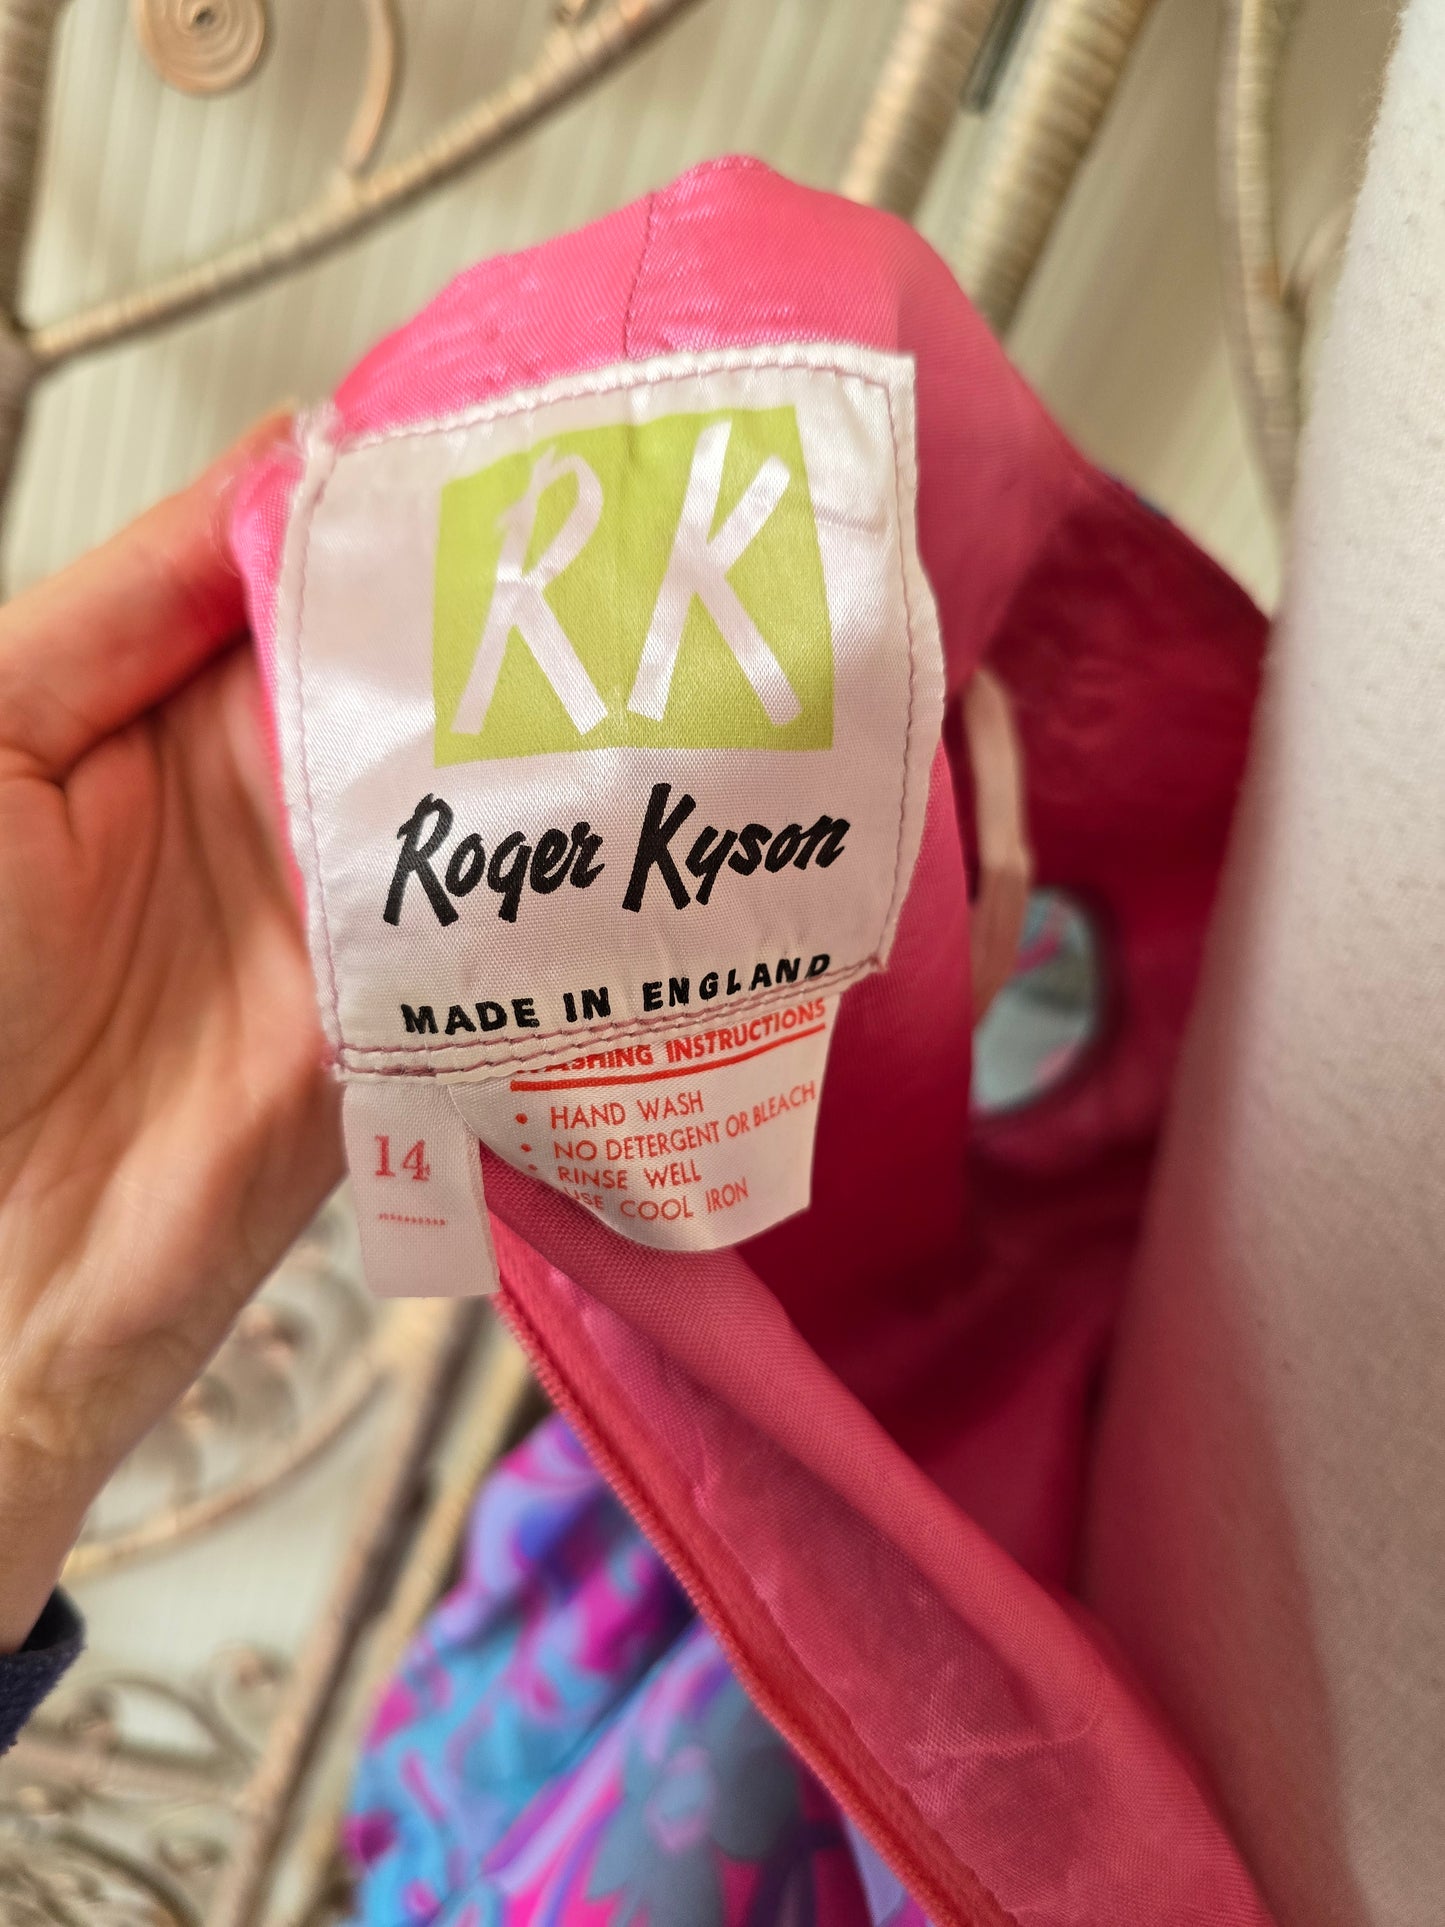 RK
Roger Kyson
MADE IN ENGLAND
WASHING INSTRUCTIONS
• HAND WASH
• NO DETERGENT OR BLEACH
• RINSE WELL
USE COOL IRON
14